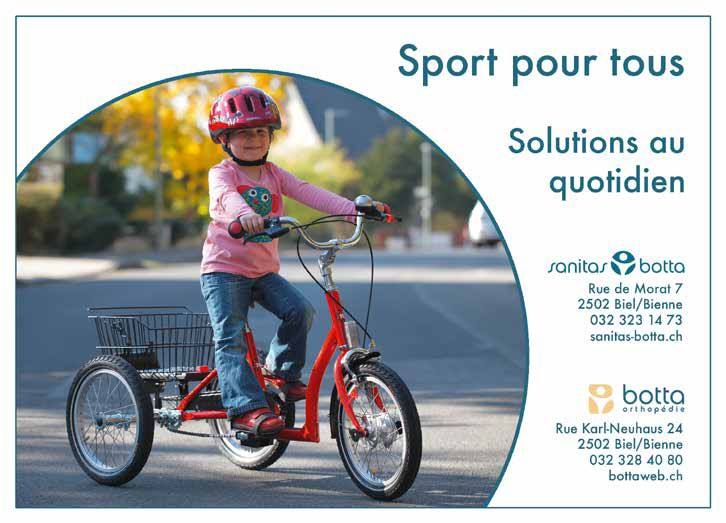 Sport pour tous
Solutions au
quotidien
sanitas botta
Rue de Morat 7
2502 Biel/Bienne
032 323 14 73
sanitas-botta.ch
botta
orthopédie
Rue Karl-Neuhaus 24
2502 Biel/Bienne
032 328 40 80
bottaweb.ch